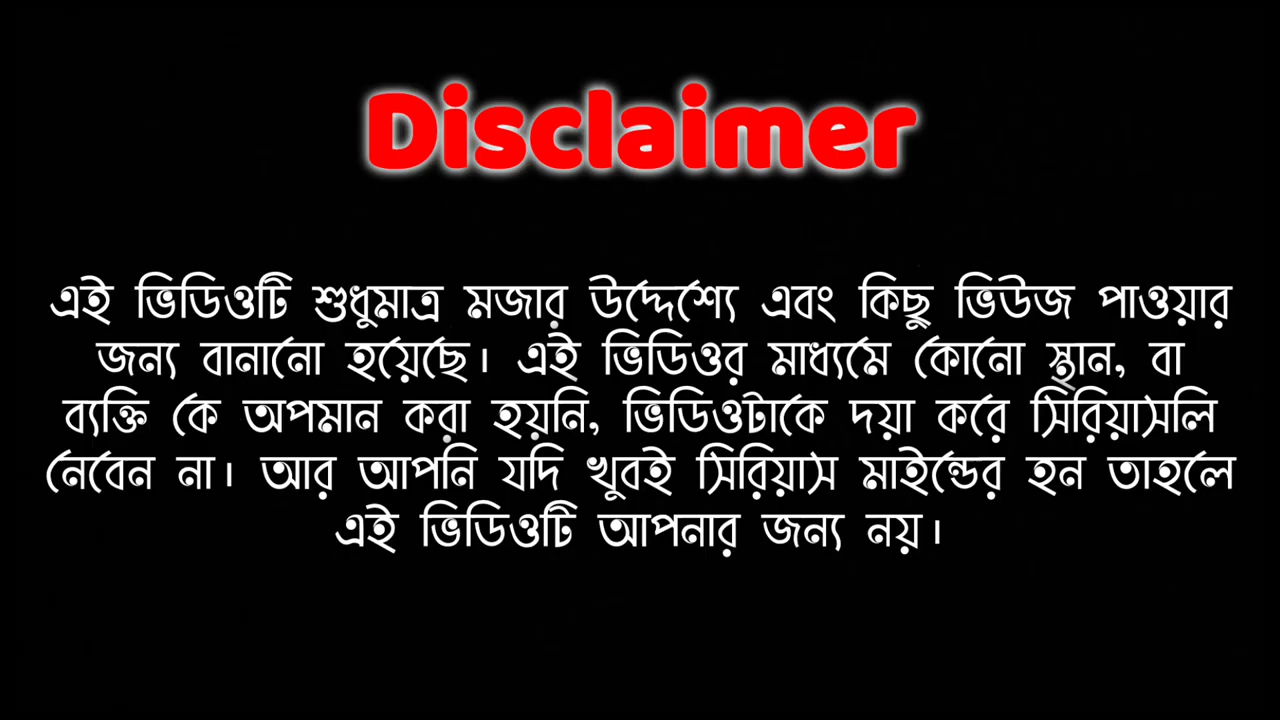 Disclaimer
এই ভিডিওটি শুধুমাত্র মজার উদ্দেশ্যে এবং কিছু ভিউজ পাওয়ার
জন্য বানানো হয়েছে। এই ভিডিওর মাধ্যমে কোনো স্থান, বা
ব্যক্তি কে অপমান করা হয়নি, ভিডিওটাকে দয়া করে সিরিয়াসলি
নেবেন না। আর আপনি যদি খুবই সিরিয়াস মাইন্ডের হন তাহলে
এই ভিডিওটি আপনার জন্য নয়।